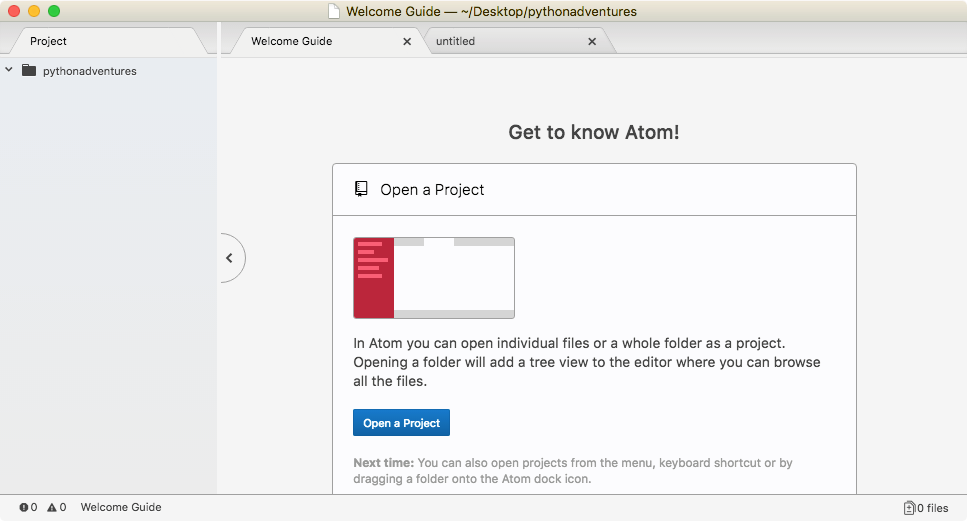 Welcome Guide — ~/Desktop/pythonadventures
Project
Welcome Guide
untitled
pythonadventures
Get to know Atom!
Open a Project
In Atom you can open individual files or a whole folder as a project.
Opening a folder will add a tree view to the editor where you can browse
all the files.
Open a Project
Next time: You can also open projects from the menu, keyboard shortcut or by
dragging a folder onto the Atom dock icon.
0 0 Welcome Guide
0 files